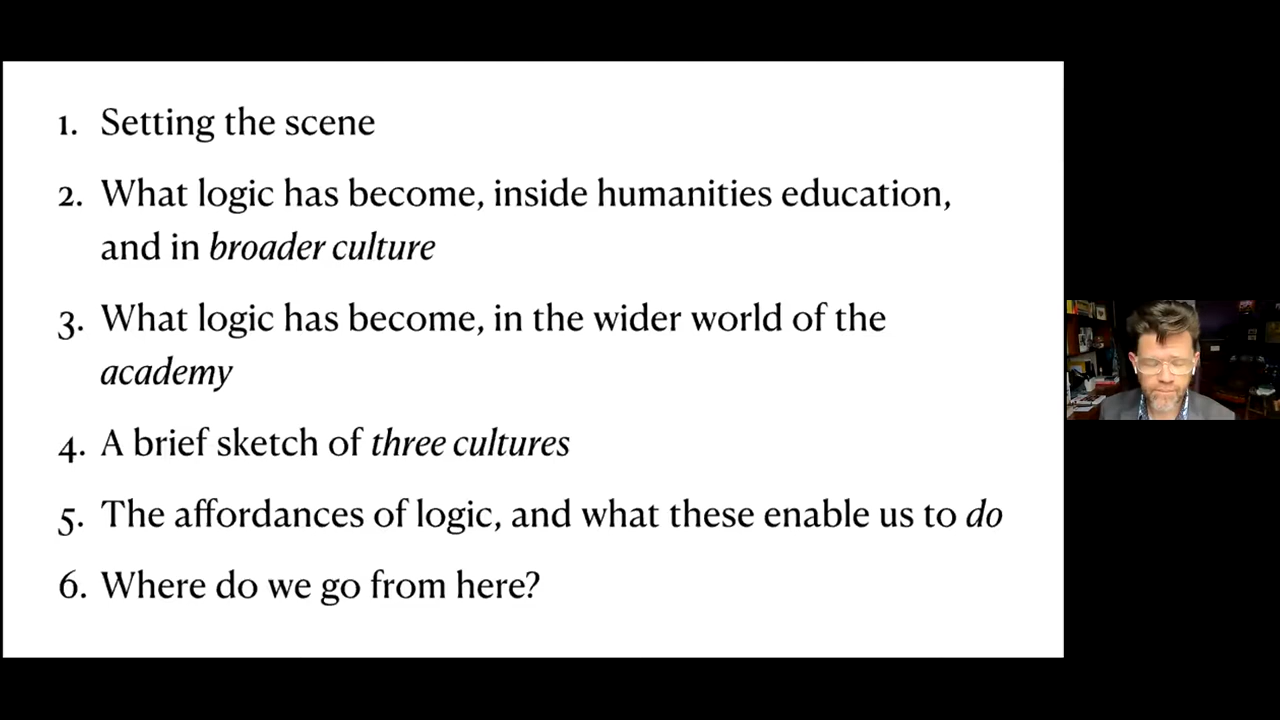 1. Setting the scene
2. What logic has become, inside humanities education,
and in broader culture
3. What logic has become, in the wider world of the
academy
4. A brief sketch of three cultures
5. The affordances of logic, and what these enable us to do
6. Where do we go from here?